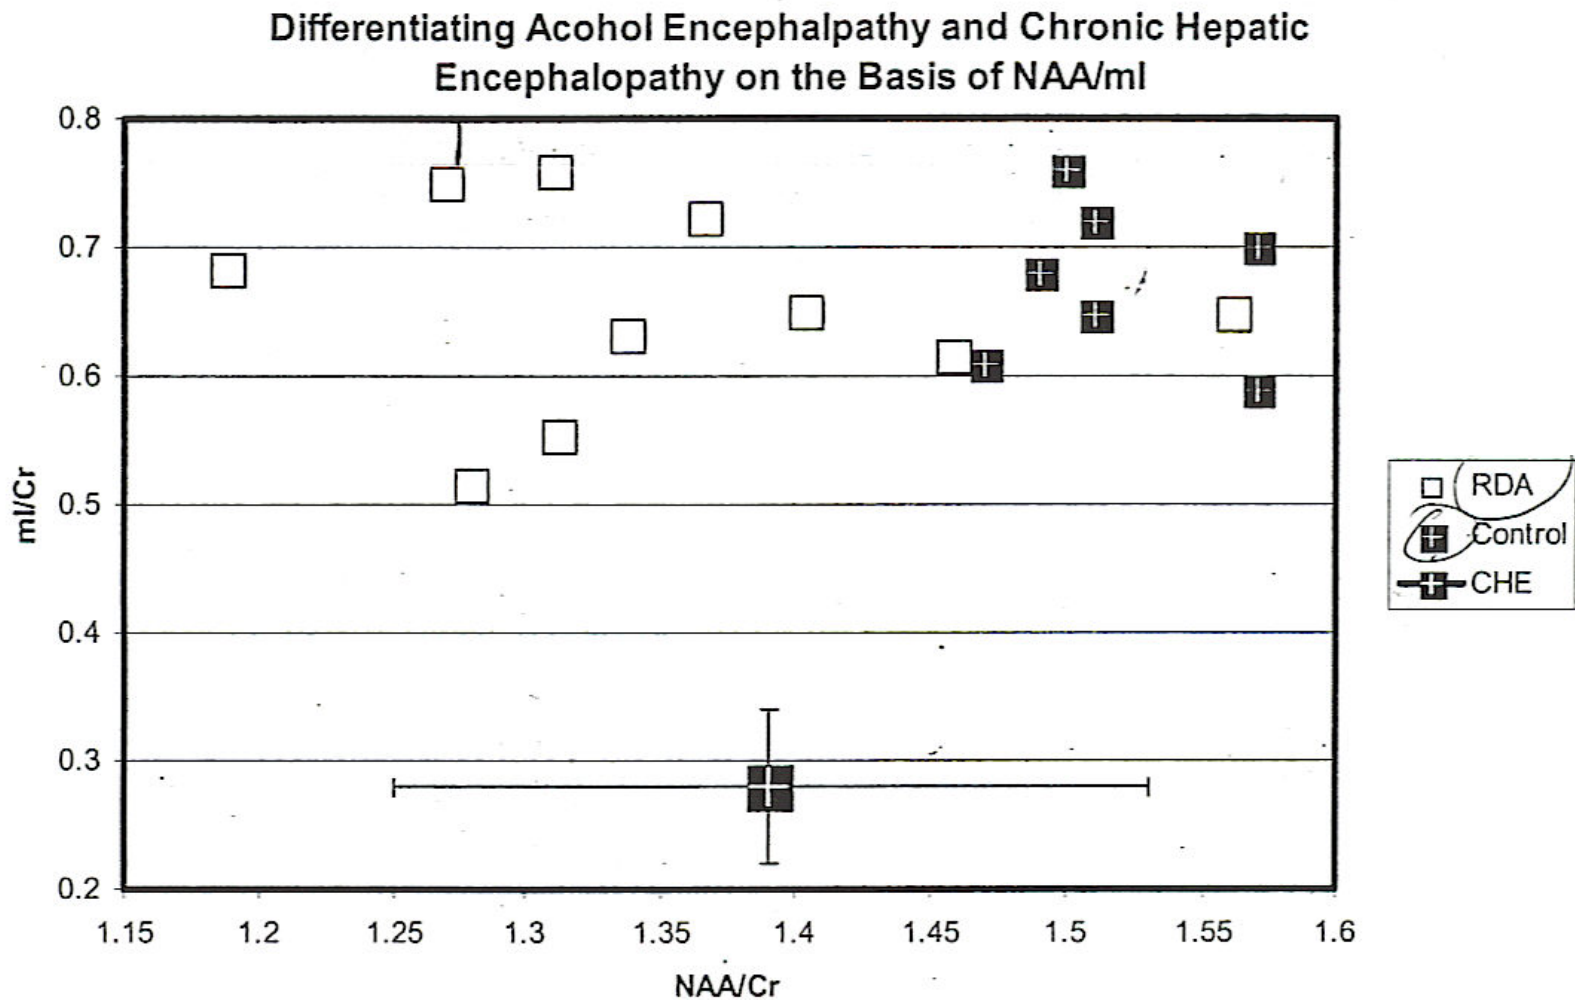 Differentiating Acohol Encephalpathy and Chronic Hepatic
Encephalopathy on the Basis of NAA/ml
0.8
0.7
0.6
0.5
0.4
0.3
0.2
ml/Cr
1.15 1.2 1.25 1.3 1.35 1.4 1.45 1.5 1.55 1.6
NAA/Cr
RDA
Control
CHE